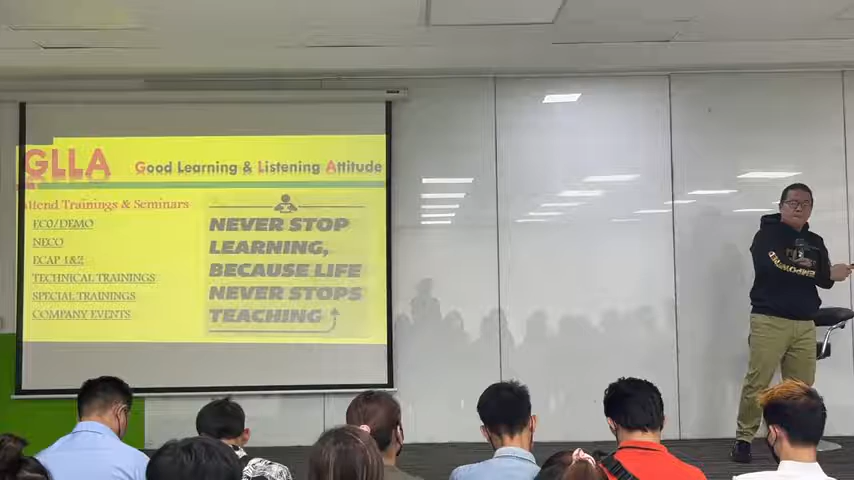 GLLA
Good Learning & Listening Attitude
Attend Trainings & Seminars
ECO/DEMO
NECO
ECAP 1&2
TECHNICAL TRAININGS
SPECIAL TRAININGS
COMPANY EVENTS
NEVER STOP
LEARNING,
BECAUSE LIFE
NEVER STOPS
TEACHING